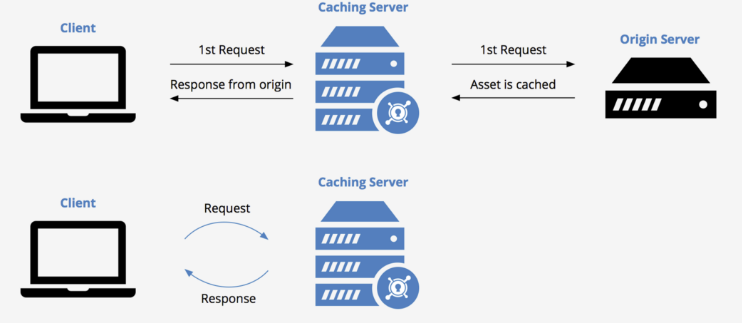 Caching Server
Client
Origin Server
1st Request
1st Request
Response from origin
Asset is cached
Caching Server
Client
Request
Response